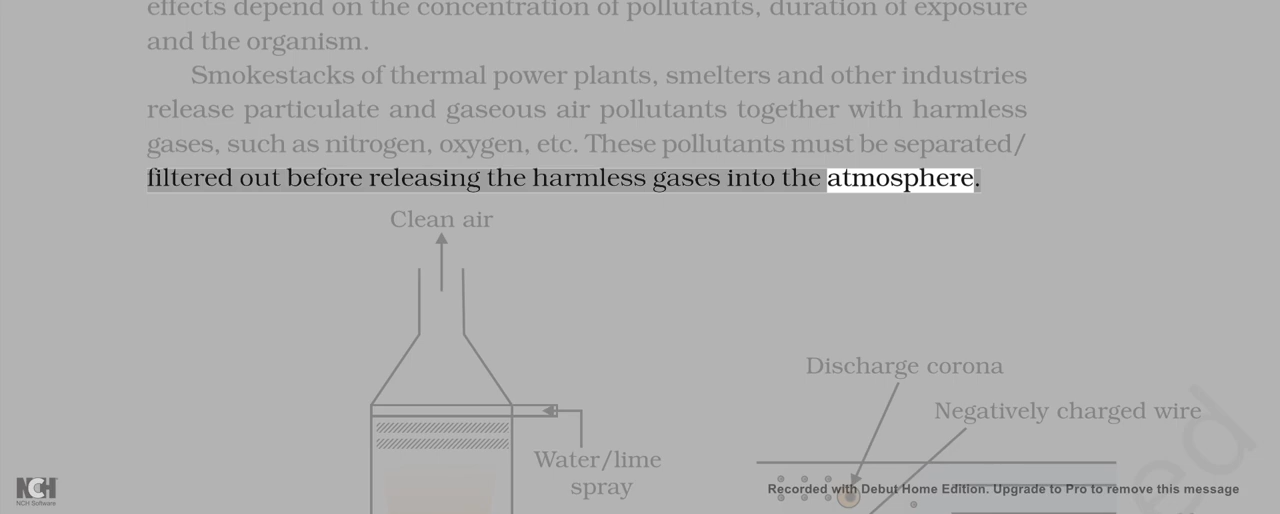 effects depend on the concentration of pollutants, duration of exposure
and the organism.
Smokestacks of thermal power plants, smelters and other industries
release particulate and gaseous air pollutants together with harmless
gases, such as nitrogen, oxygen, etc. These pollutants must be separated/
filtered out before releasing the harmless gases into the atmosphere.
Clean air
Discharge corona
Negatively charged wire
Water/lime
spray
ed
Recorded with Debut Home Edition. Upgrade to Pro to remove this message
NCH
NCH Software